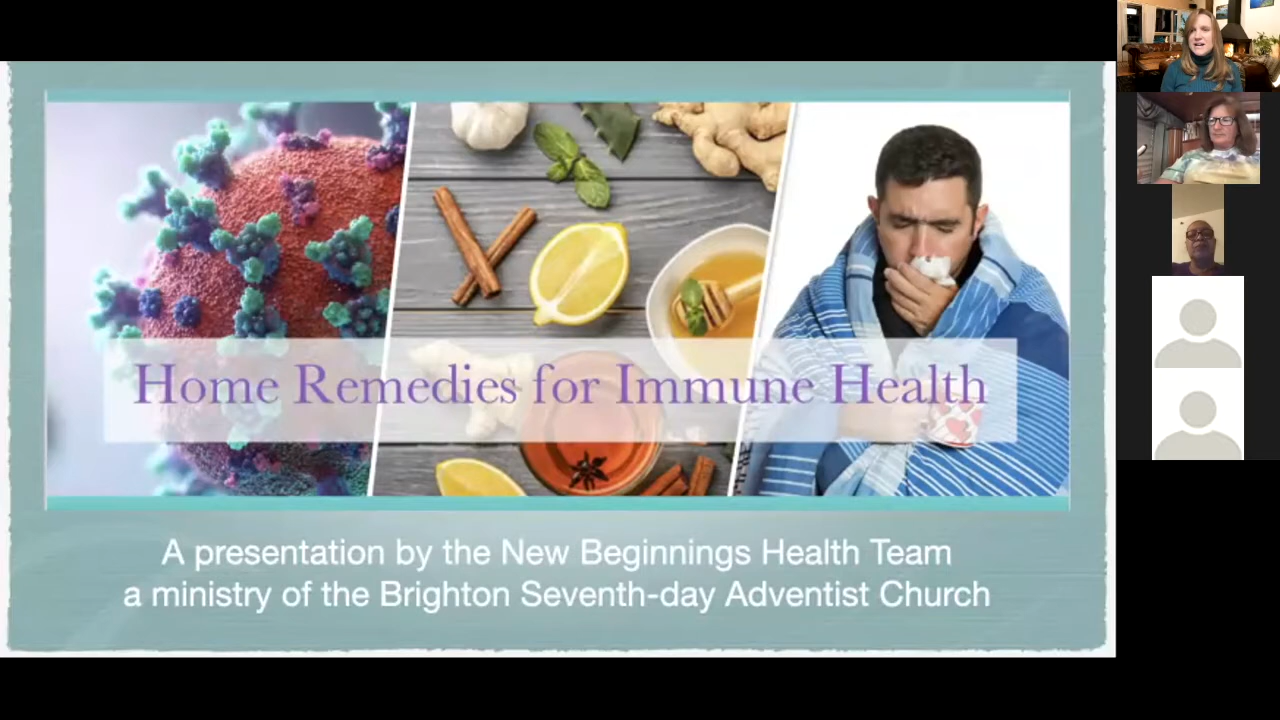 Home Remedies for Immune Health
A presentation by the New Beginnings Health Team
a ministry of the Brighton Seventh-day Adventist Church